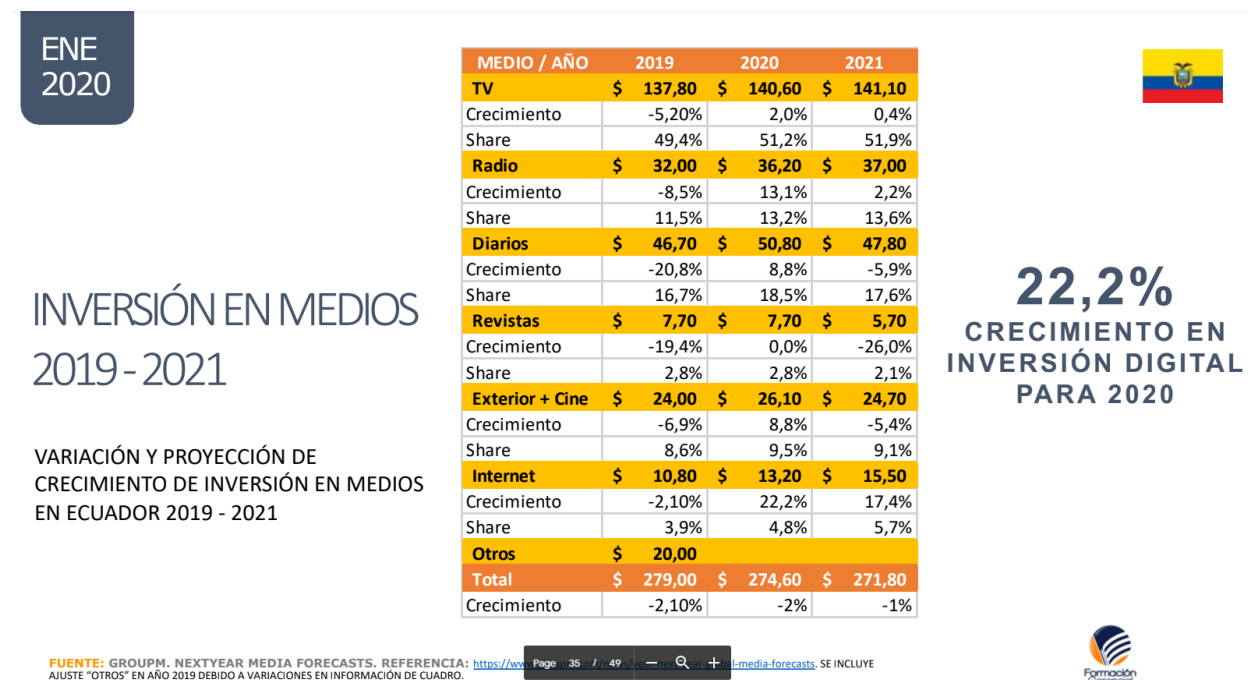 ENE
2020
INVERSIÓN EN MEDIOS
2019 - 2021
VARIACIÓN Y PROYECCIÓN DE
CRECIMIENTO DE INVERSIÓN EN MEDIOS
EN ECUADOR 2019 - 2021
MEDIO / AÑO 2019 2020 2021
TV $ 137,80 $ 140,60 $ 141,10
Crecimiento -5,20% 2,0% 0,4%
Share 49,4% 51,2% 51,9%
Radio $ 32,00 $ 36,20 $ 37,00
Crecimiento -8,5% 13,1% 2,2%
Share 11,5% 13,2% 13,6%
Diarios $ 46,70 $ 50,80 $ 47,80
Crecimiento -20,8% 8,8% -5,9%
Share 16,7% 18,5% 17,6%
Revistas $ 7,70 $ 7,70 $ 5,70
Crecimiento -19,4% 0,0% -26,0%
Share 2,8% 2,8% 2,1%
Exterior + Cine $ 24,00 $ 26,10 $ 24,70
Crecimiento -6,9% 8,8% -5,4%
Share 8,6% 9,5% 9,1%
Internet $ 10,80 $ 13,20 $ 15,50
Crecimiento -2,10% 22,2% 17,4%
Share 3,9% 4,8% 5,7%
Otros $ 20,00
Total $ 279,00 $ 274,60 $ 271,80
Crecimiento -2,10% -2% -1%
22,2%
CRECIMIENTO EN
INVERSIÓN DIGITAL
PARA 2020
FUENTE: GROUPM. NEXTYEAR MEDIA FORECASTS. REFERENCIA: SE INCLUYE
AJUSTE “OTROS” EN AÑO 2019 DEBIDO A VARIACIONES EN INFORMACIÓN DE CUADRO.
Page 35 / 49
Formación